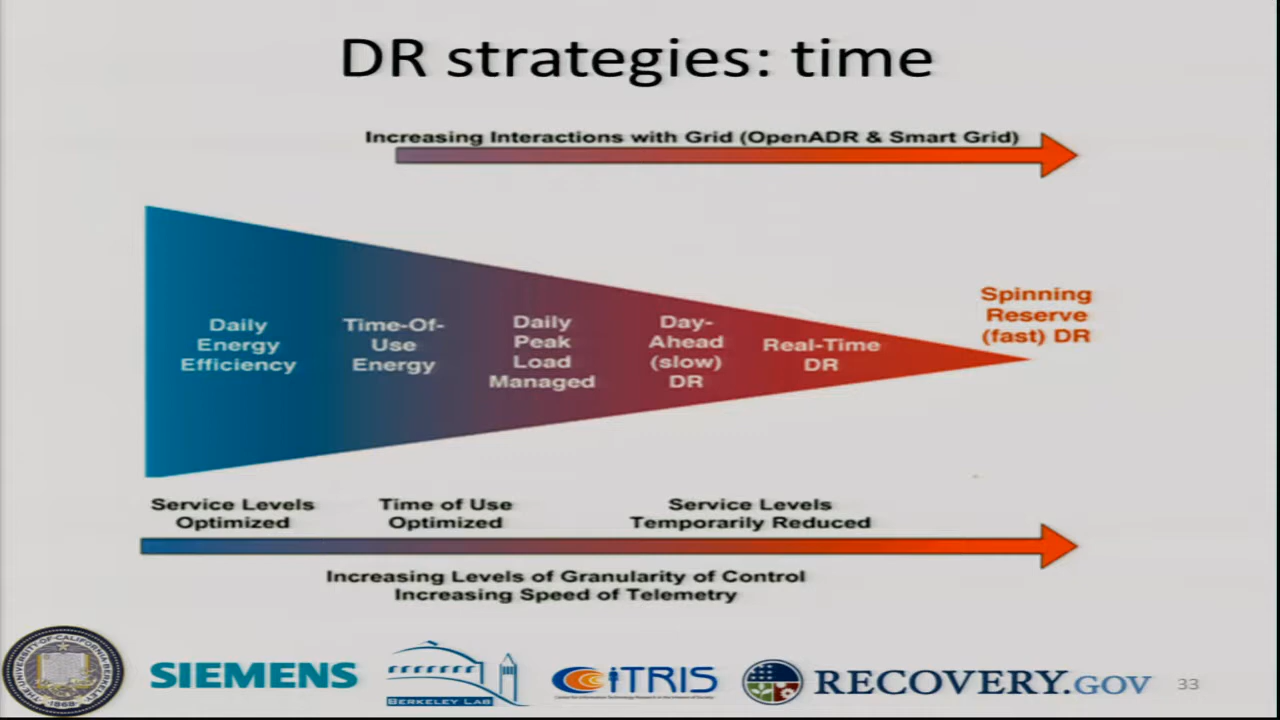 DR strategies: time
Increasing Interactions with Grid (OpenADR & Smart Grid)
Daily
Energy
Efficiency
Time-Of-
Use
Energy
Daily
Peak
Load
Managed
Day-
Ahead
(slow)
DR
Real-Time
DR
Spinning
Reserve
(fast) DR
Service Levels
Optimized
Time of Use
Optimized
Service Levels
Temporarily Reduced
Increasing Levels of Granularity of Control
Increasing Speed of Telemetry
SIEMENS
BERKELEY LAB
CiTRIS
RECOVERY.GOV
33